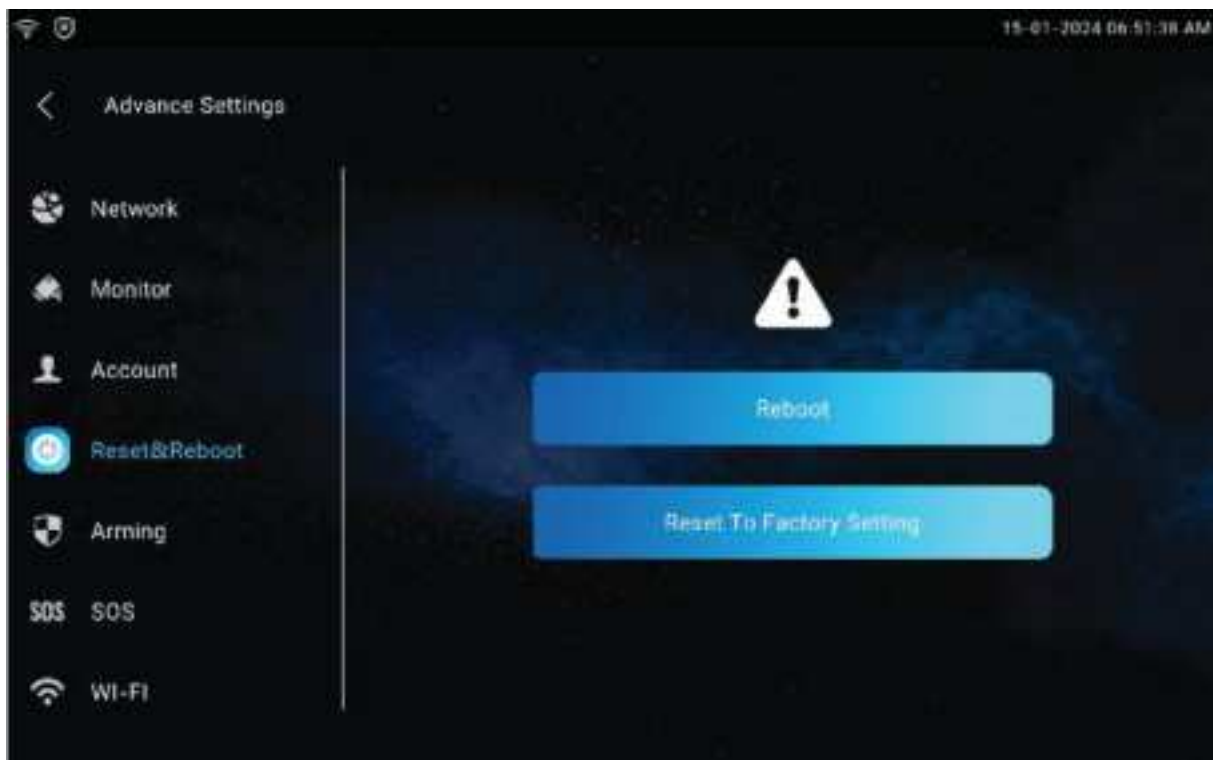 15-01-2024 06:51:38 AM
Advance Settings
Network
Monitor
Account
Reset&Reboot
Arming
SOS SOS
WI-FI
Reboot
Reset To Factory Setting